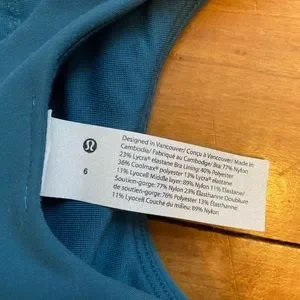 6
Designed in Vancouver/ Conçu à Vancouver/ Made in
Cambodia/ Fabriqué au Cambodge/ Bra: 77% Nylon
23% Lycra® elastane Bra Lining: 40% Polyester
36% Coolmax® polyester 13% Lycra® elastane
11% Lyocell Middle layer: 89% Nylon 11% Elastane/
Soutien-gorge: 77% Nylon 23% Élasthanne Doublure
de soutien-gorge: 76% Polyester 13% Élasthanne
11% Lyocell Couche du milieu: 89% Nylon